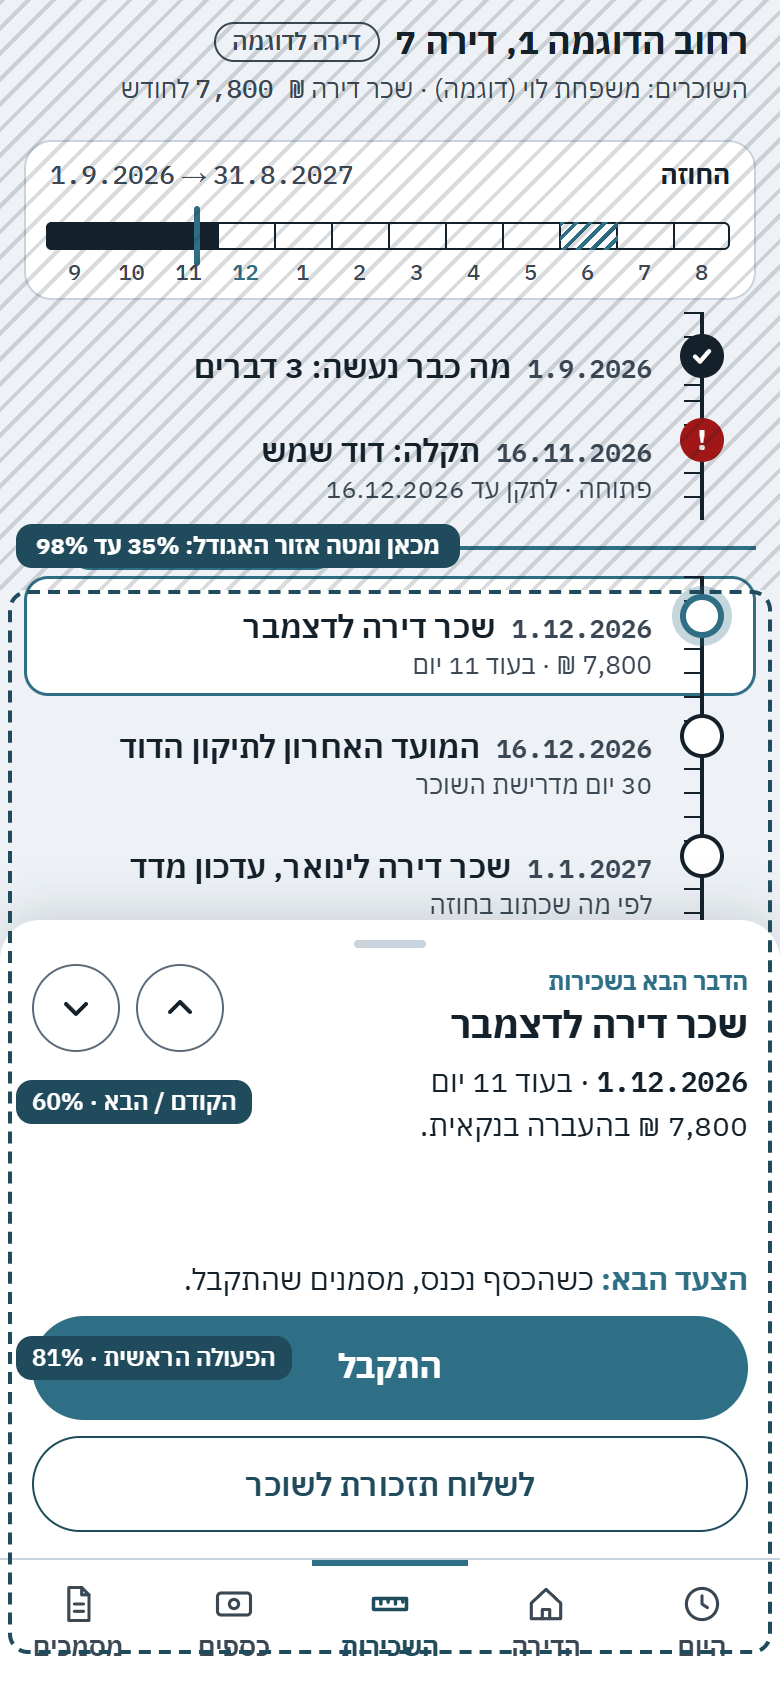 רחוב הדוגמה 1, דירה 7 דירה לדוגמה
השוכרים: משפחת לוי (דוגמה) · שכר דירה ₪ 7,800 לחודש
החוזה 1.9.2026→31.8.2027
9 10 11 12 1 2 3 4 5 6 7 8
1.9.2026 מה כבר נעשה: 3 דברים
16.11.2026 תקלה: דוד שמש
פתוחה · לתקן עד 16.12.2026
מכאן ומטה אזור האגודל: 35% עד 98%
1.12.2026 שכר דירה לדצמבר
7,800 ₪ · בעוד 11 יום
16.12.2026 המועד האחרון לתיקון הדוד
30 יום מדרישת השוכר
1.1.2027 שכר דירה לינואר, עדכון מדד
לפי מה שכתוב בחוזה
הדבר הבא בשכירות
שכר דירה לדצמבר
1.12.2026 · בעוד 11 יום
הקודם / הבא · 60%
7,800 ₪ בהעברה בנקאית.
הצעד הבא: כשהכסף נכנס, מסמנים שהתקבל.
התקבל
הפעולה הראשית · 81%
לשלוח תזכורת לשוכר
היום הדירה השכירות כספים מסמכים